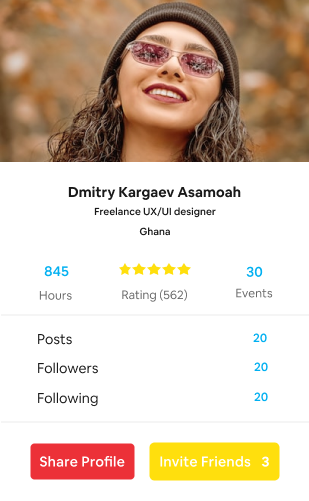 Dmitry Kargaev Asamoah
Freelance UX/UI designer
Ghana
845 30
Hours Rating (562) Events
Posts 20
Followers 20
Following 20
Share Profile Invite Friends 3